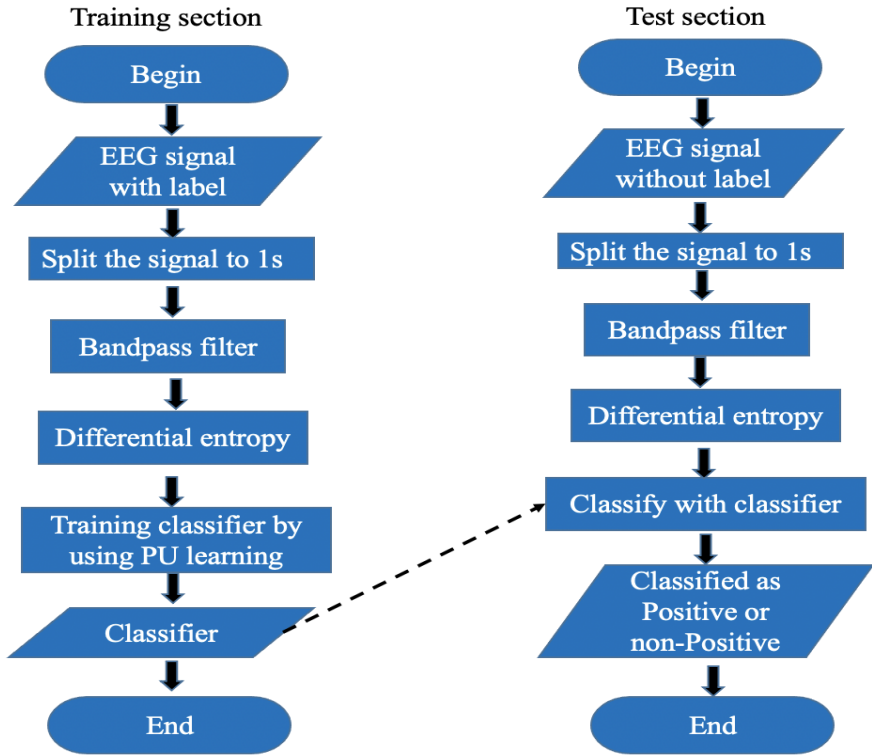 Training section
Begin
EEG signal
with label
Split the signal to 1s
Bandpass filter
Differential entropy
Training classifier by
using PU learning
Classifier
End
Test section
Begin
EEG signal
without label
Split the signal to 1s
Bandpass filter
Differential entropy
Classify with classifier
Classified as
Positive or
non-Positive
End